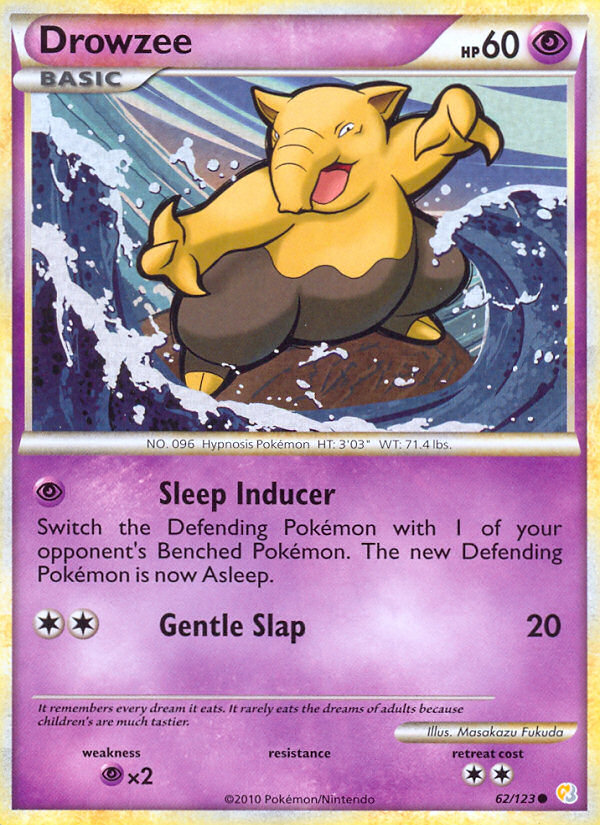 Drowzee
HP 60
BASIC
NO. 096 Hypnosis Pokémon HT: 3'03" WT: 71.4 lbs.
Sleep Inducer
Switch the Defending Pokémon with 1 of your
opponent's Benched Pokémon. The new Defending
Pokémon is now Asleep.
Gentle Slap 20
It remembers every dream it eats. It rarely eats the dreams of adults because
children's are much tastier.
Illus. Masakazu Fukuda
weakness resistance retreat cost
×2
©2010 Pokémon/Nintendo 62/123